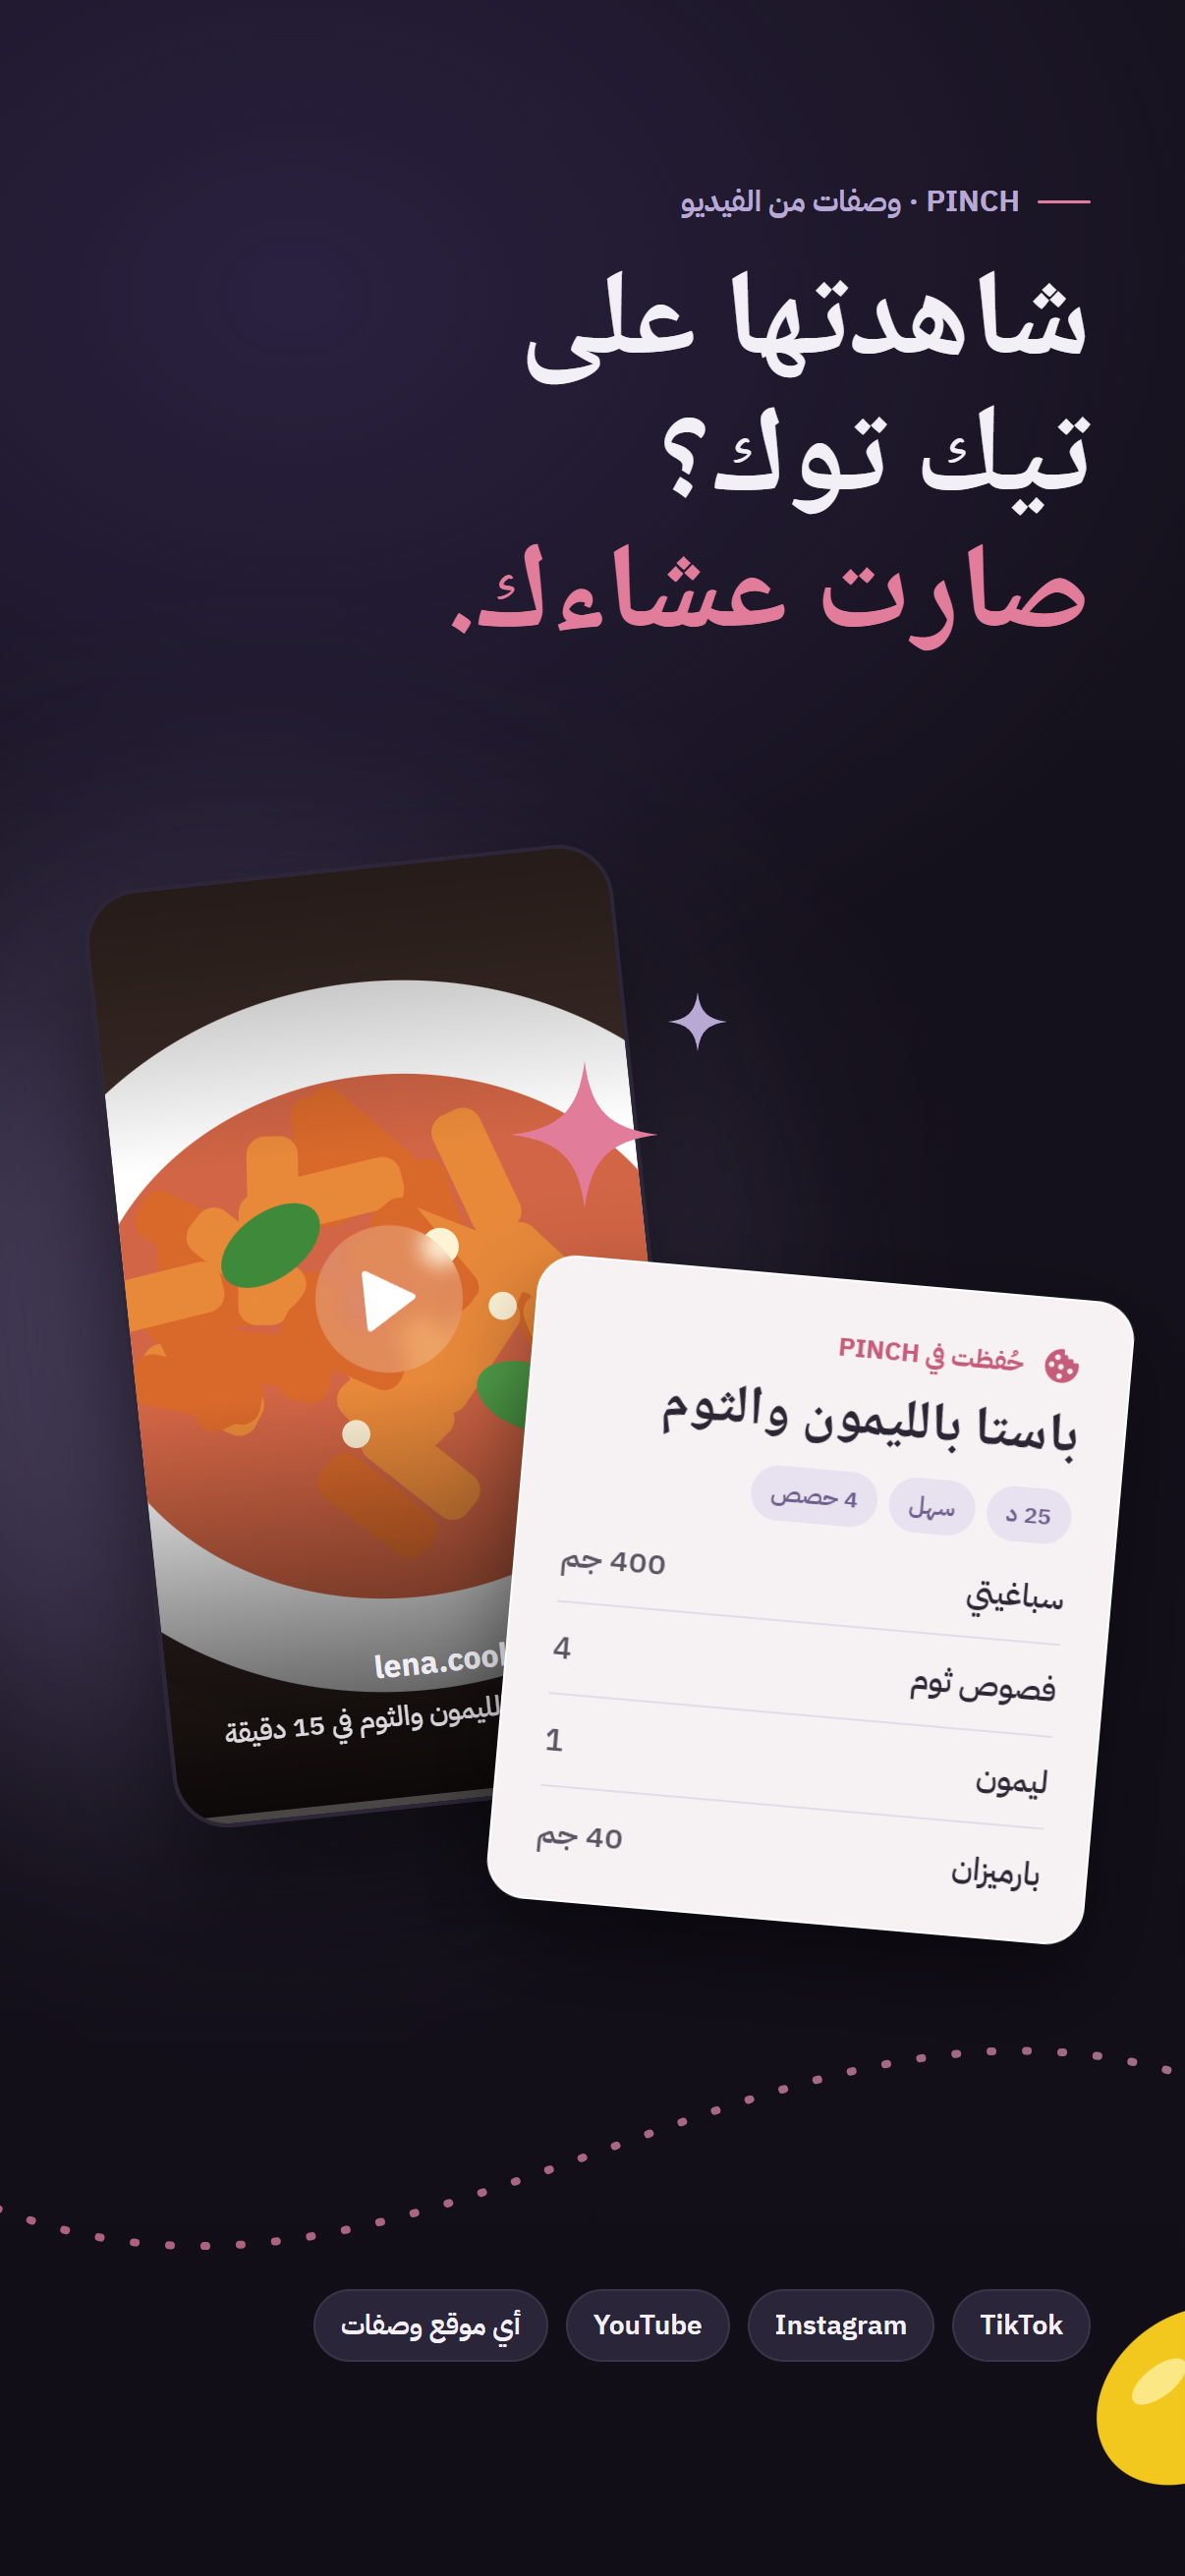 PINCH · وصفات من الفيديو
شاهدتها على
تيك توك؟
صارت عشاءك.
حُفظت في PINCH
باستا بالليمون والثوم
25 د
سهل
4 حصص
سباغيتي 400 جم
فصوص ثوم 4
ليمون 1
بارميزان 40 جم
lena.cool
لليمون والثوم في 15 دقيقة
TikTok
Instagram
YouTube
أي موقع وصفات